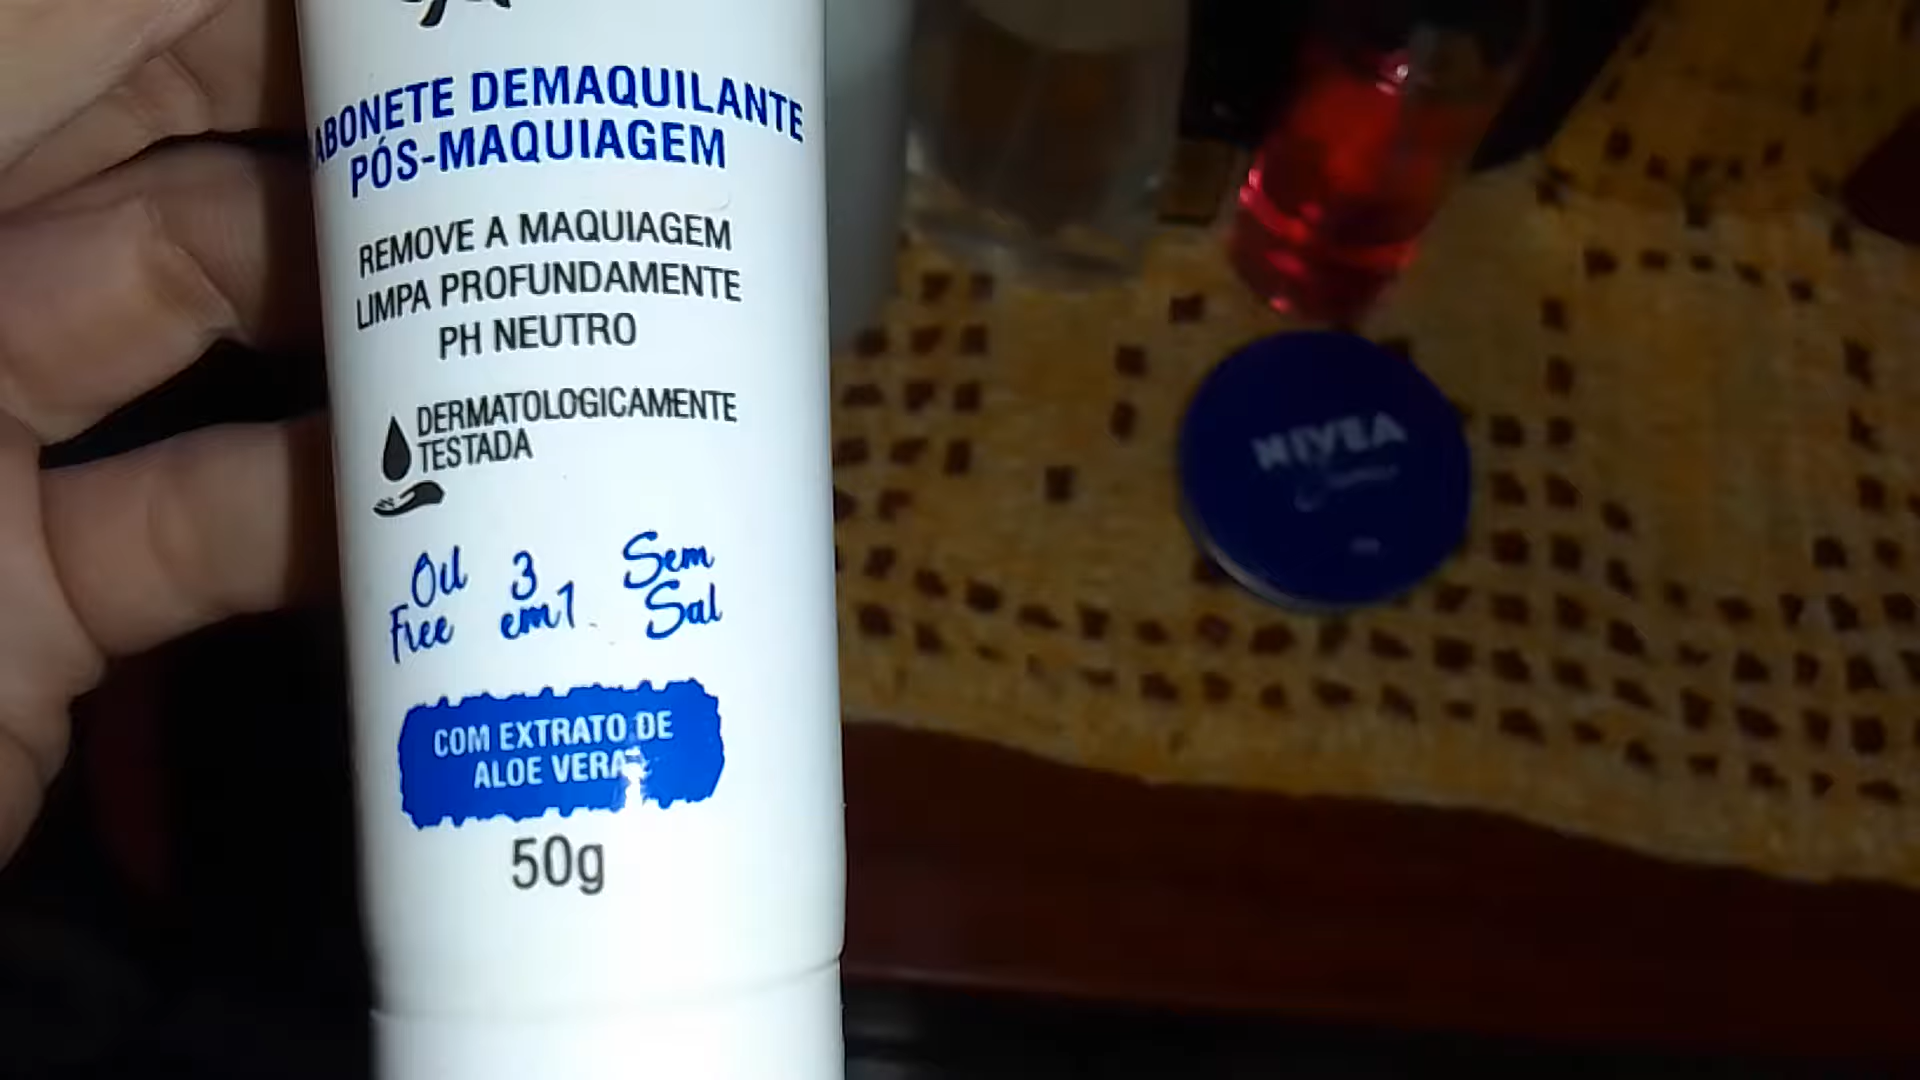 SABONETE DEMAQUILANTE
PÓS-MAQUIAGEM
REMOVE A MAQUIAGEM
LIMPA PROFUNDAMENTE
PH NEUTRO
DERMATOLOGICAMENTE
TESTADA
Oil Free
3 em 1
Sem Sal
COM EXTRATO DE
ALOE VERA
50g
NIVEA